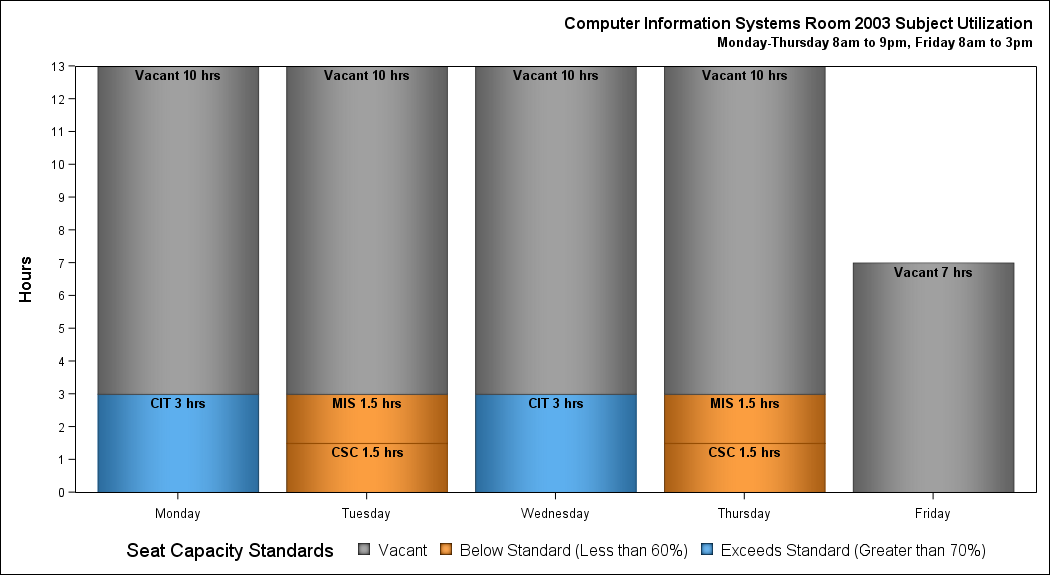 Computer Information Systems Room 2003 Subject Utilization
Monday-Thursday 8am to 9pm, Friday 8am to 3pm
Hours
13
12
11
10
9
8
7
6
5
4
3
2
1
0
Vacant 10 hrs
CIT 3 hrs
Vacant 10 hrs
MIS 1.5 hrs
CSC 1.5 hrs
Vacant 10 hrs
CIT 3 hrs
Vacant 10 hrs
MIS 1.5 hrs
CSC 1.5 hrs
Vacant 7 hrs
Monday Tuesday Wednesday Thursday Friday
Seat Capacity Standards Vacant Below Standard (Less than 60%) Exceeds Standard (Greater than 70%)